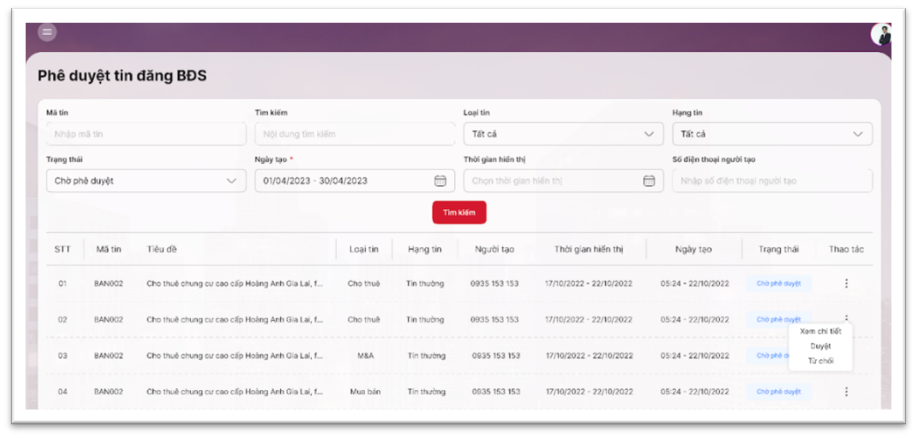 Phê duyệt tin đăng BĐS
Mã tin Tìm kiếm Loại tin Hạng tin
Nhập mã tin Nội dung tìm kiếm Tất cả Tất cả
Trạng thái Ngày tạo * Thời gian hiển thị Số điện thoại người tạo
Chờ phê duyệt 01/04/2023 - 30/04/2023 Chọn thời gian hiển thị Nhập số điện thoại người tạo
Tìm kiếm
STT Mã tin Tiêu đề Loại tin Hạng tin Người tạo Thời gian hiển thị Ngày tạo Trạng thái Thao tác
01 BAN002 Cho thuê chung cư cao cấp Hoàng Anh Gia Lai, f... Cho thuê Tin thường 0935 153 153 17/10/2022 - 22/10/2022 05:24 - 22/10/2022 Chờ phê duyệt
02 BAN002 Cho thuê chung cư cao cấp Hoàng Anh Gia Lai, f... Cho thuê Tin thường 0935 153 153 17/10/2022 - 22/10/2022 05:24 - 22/10/2022 Chờ phê duyệt
Xem chi tiết
Duyệt
Từ chối
03 BAN002 Cho thuê chung cư cao cấp Hoàng Anh Gia Lai, f... M&A Tin thường 0935 153 153 17/10/2022 - 22/10/2022 05:24 - 22/10/2022 Chờ phê
04 BAN002 Cho thuê chung cư cao cấp Hoàng Anh Gia Lai, f... Mua bán Tin thường 0935 153 153 17/10/2022 - 22/10/2022 05:24 - 22/10/2022 Chờ phê duyệt